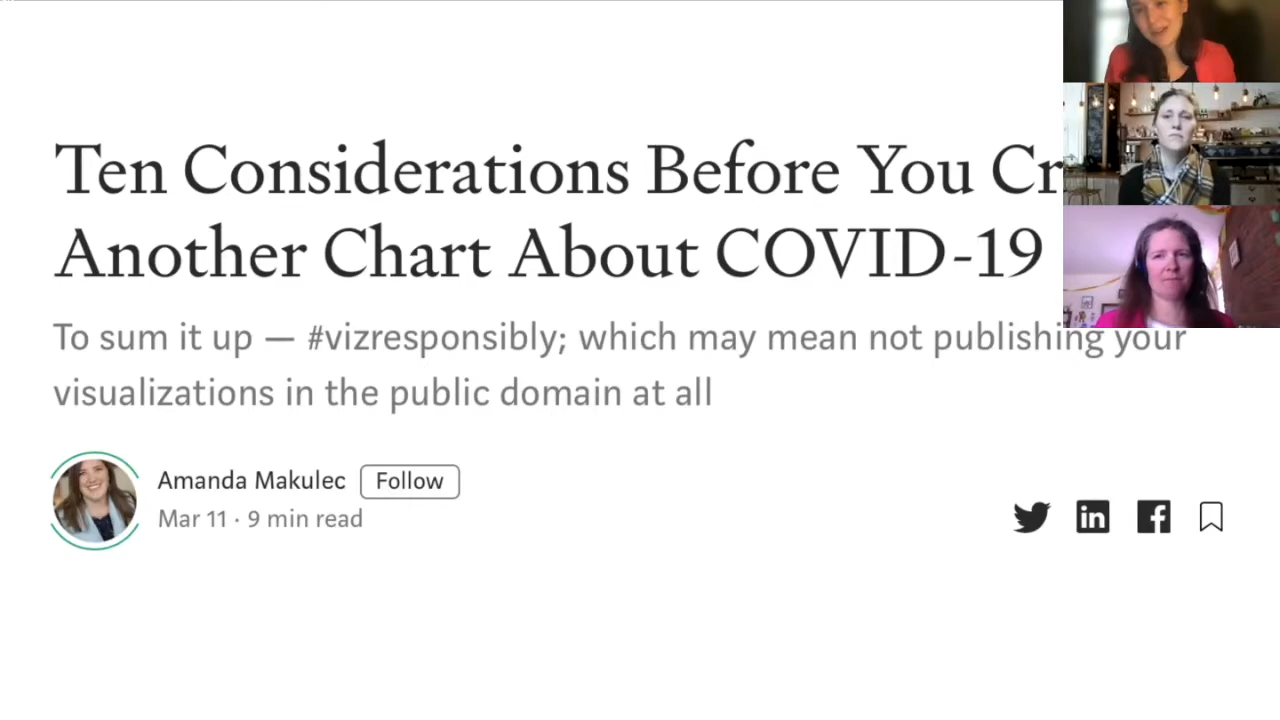 Ten Considerations Before You Cr
Another Chart About COVID-19
To sum it up — #vizresponsibly; which may mean not publishing your
visualizations in the public domain at all
Amanda Makulec Follow
Mar 11 · 9 min read